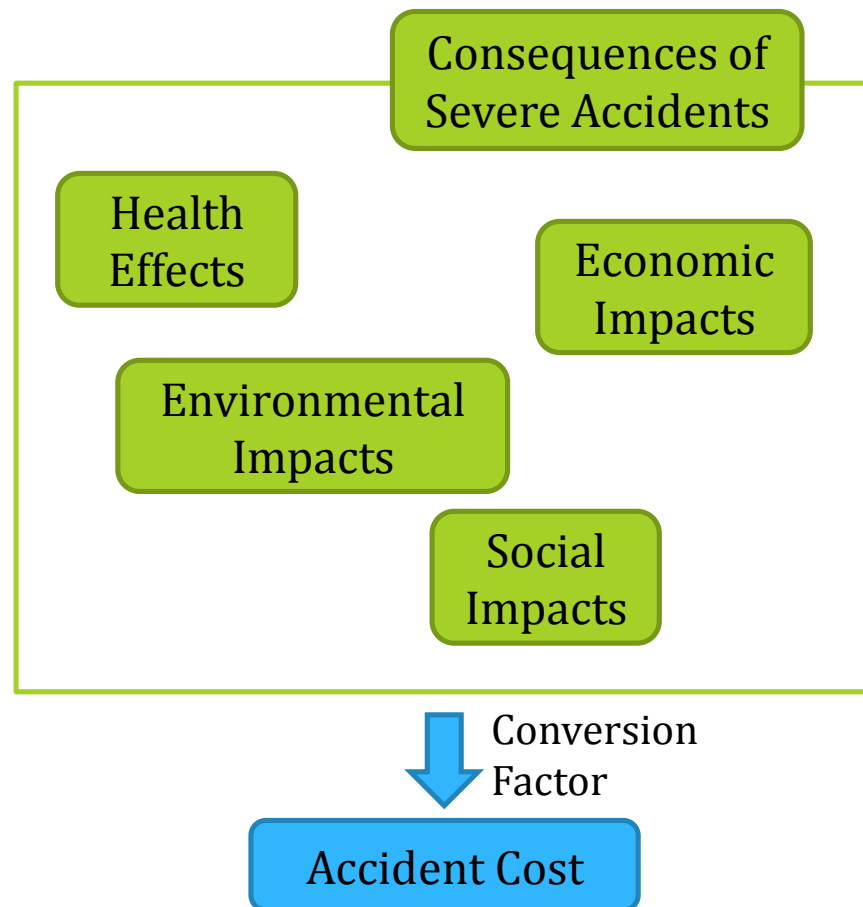 Consequences of
Severe Accidents
Health
Effects
Economic
Impacts
Environmental
Impacts
Social
Impacts
Conversion
Factor
Accident Cost